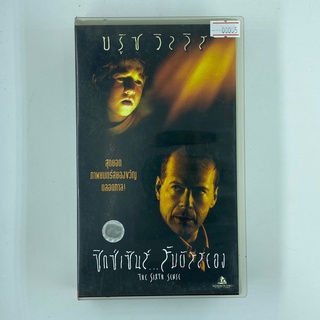 00005
บรู๊ซ วิลลิส
สุดยอด
ภาพยนตร์สยองขวัญ
ตลอดกาล!
ซิกซ์เซ้นส์...สัมผัสสยอง
THE SIXTH SENSE